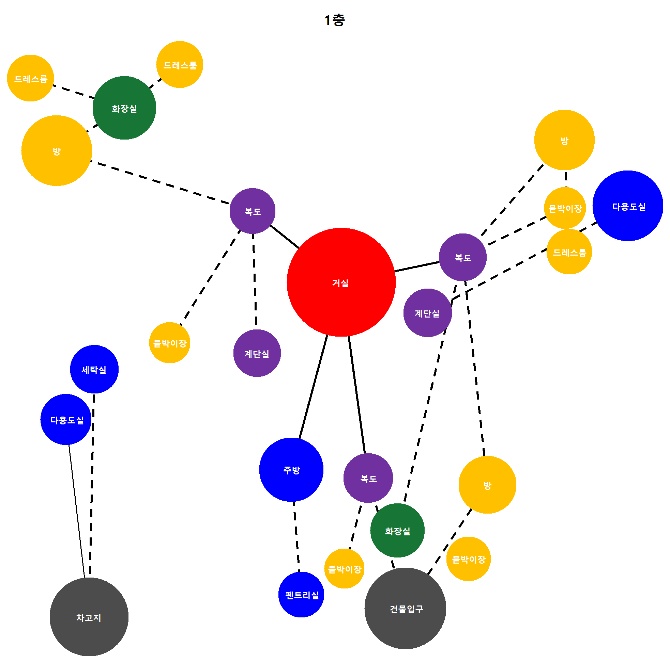 1층
드레스룸
드레스룸
화장실
방
방
다용도실
붙박이장
드레스룸
복도
복도
거실
계단실
붙박이장
계단실
세탁실
다용도실
주방
복도
방
화장실
붙박이장
붙박이장
펜트리실
건물입구
차고지